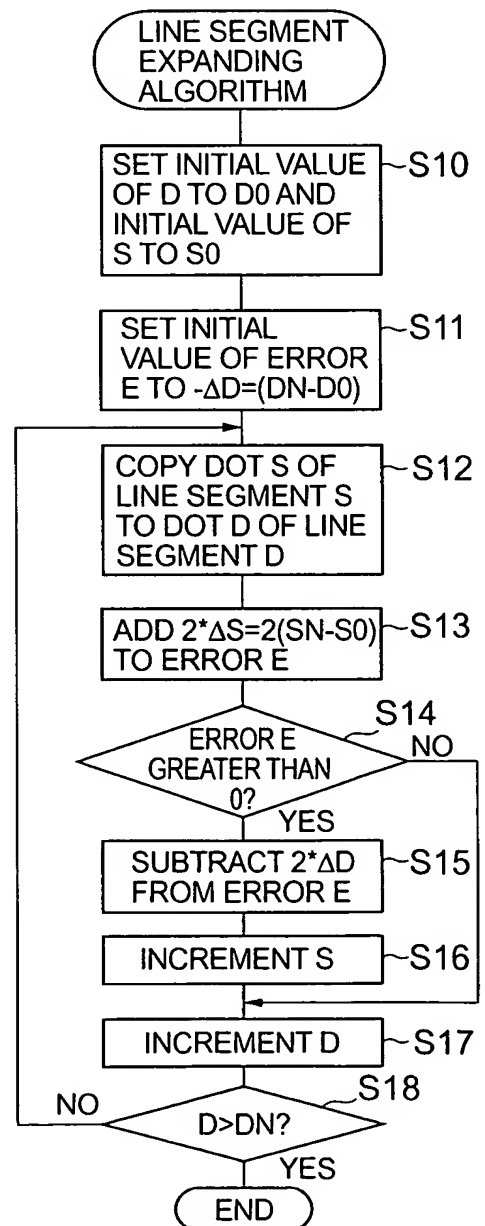 LINE SEGMENT
EXPANDING
ALGORITHM
SET INITIAL VALUE
OF D TO D0 AND
INITIAL VALUE OF
S TO S0
S10
SET INITIAL
VALUE OF ERROR
E TO -ΔD=(DN-D0)
S11
COPY DOT S OF
LINE SEGMENT S
TO DOT D OF LINE
SEGMENT D
S12
ADD 2*ΔS=2(SN-S0)
TO ERROR E
S13
S14
ERROR E
GREATER THAN
0?
NO
YES
SUBTRACT 2*ΔD
FROM ERROR E
S15
INCREMENT S
S16
INCREMENT D
S17
S18
NO
D>DN?
YES
END